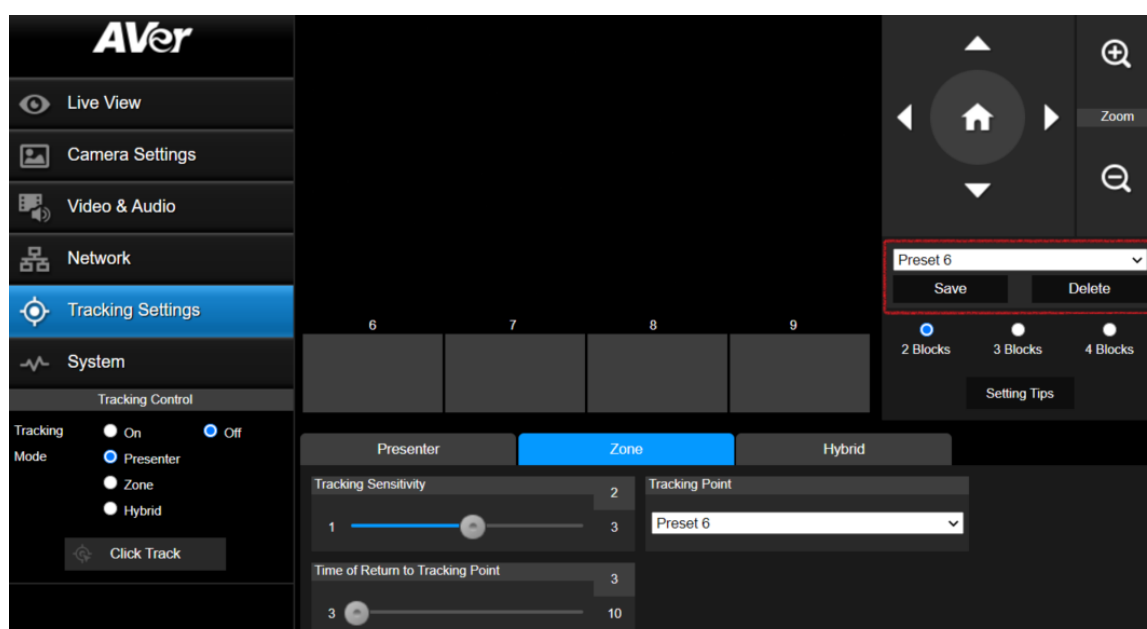 AVer
Live View
Camera Settings
Video & Audio
Network
Tracking Settings
System
Tracking Control
Tracking On Off
Mode Presenter
Zone
Hybrid
Click Track
6 7 8 9
Presenter Zone Hybrid
Tracking Sensitivity 2
1 3
Time of Return to Tracking Point 3
3 10
Tracking Point
Preset 6
Zoom
Preset 6
Save Delete
2 Blocks 3 Blocks 4 Blocks
Setting Tips